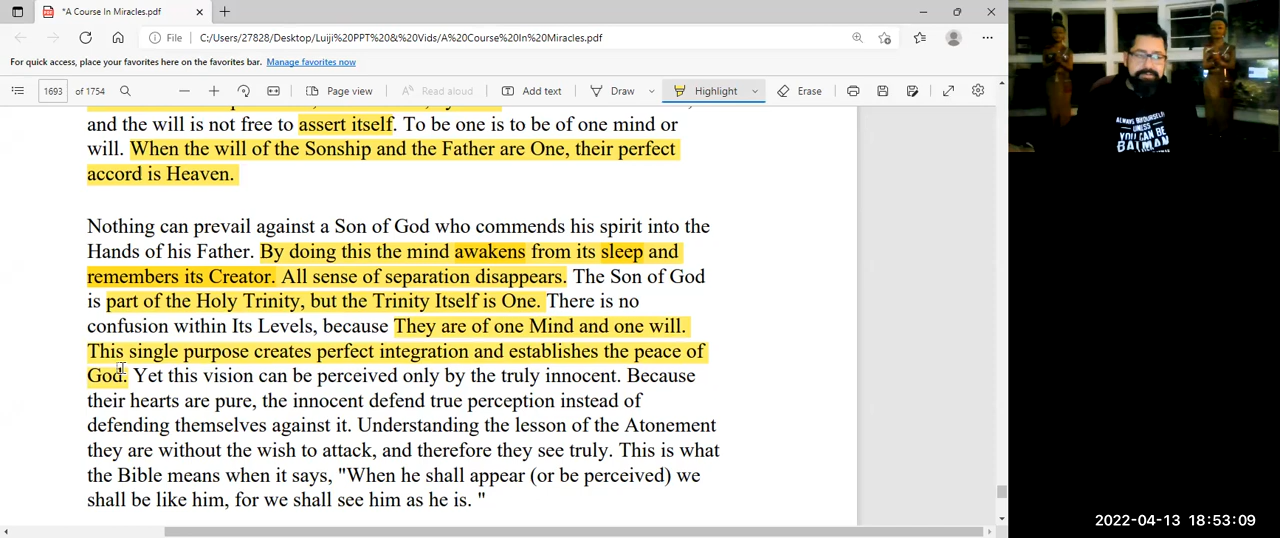 *A Course In Miracles.pdf
File C:/Users/27828/Desktop/Luiji%20PPT%20&%20Vids/A%20Course%20In%20Miracles.pdf
For quick access, place your favorites here on the favorites bar. Manage favorites now
1693 of 1754 Page view Read aloud Add text Draw Highlight Erase
and the will is not free to assert itself. To be one is to be of one mind or
will. When the will of the Sonship and the Father are One, their perfect
accord is Heaven.
Nothing can prevail against a Son of God who commends his spirit into the
Hands of his Father. By doing this the mind awakens from its sleep and
remembers its Creator. All sense of separation disappears. The Son of God
is part of the Holy Trinity, but the Trinity Itself is One. There is no
confusion within Its Levels, because They are of one Mind and one will.
This single purpose creates perfect integration and establishes the peace of
God. Yet this vision can be perceived only by the truly innocent. Because
their hearts are pure, the innocent defend true perception instead of
defending themselves against it. Understanding the lesson of the Atonement
they are without the wish to attack, and therefore they see truly. This is what
the Bible means when it says, "When he shall appear (or be perceived) we
shall be like him, for we shall see him as he is. "
ALWAYS BE YOURSELF
UNLESS
YOU CAN BE
BATMAN
2022-04-13 18:53:09